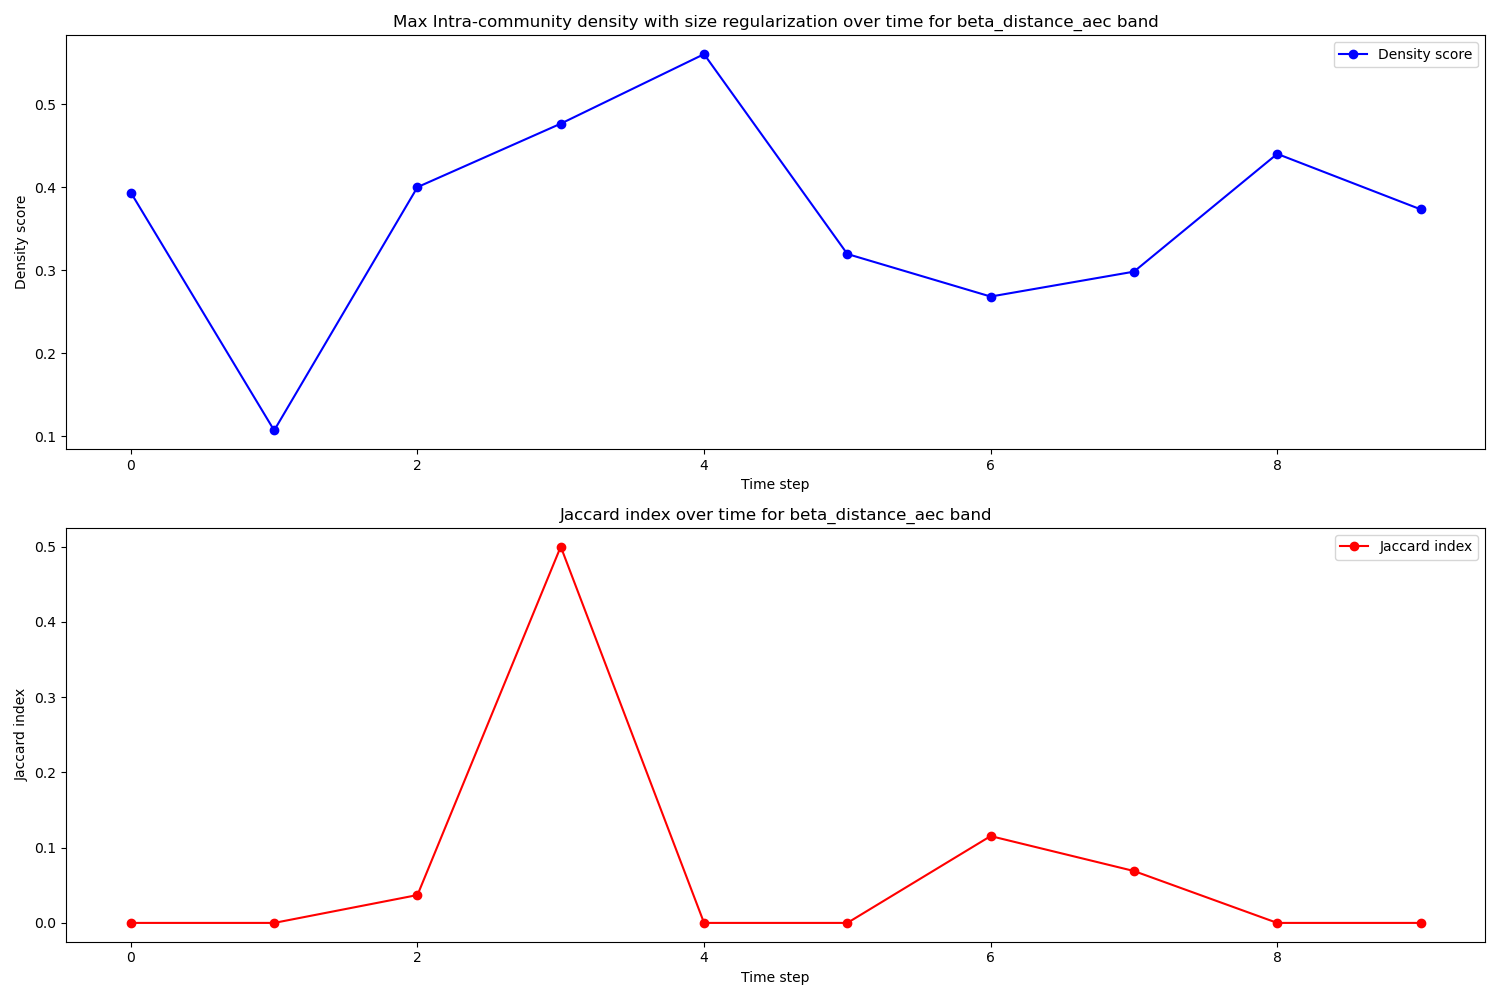 Max Intra-community density with size regularization over time for beta_distance_aec band
Density score
0.5
0.4
0.3
0.2
0.1
Density score
0 2 4 6 8
Time step
Jaccard index over time for beta_distance_aec band
Jaccard index
0.5
0.4
0.3
0.2
0.1
0.0
Jaccard index
0 2 4 6 8
Time step